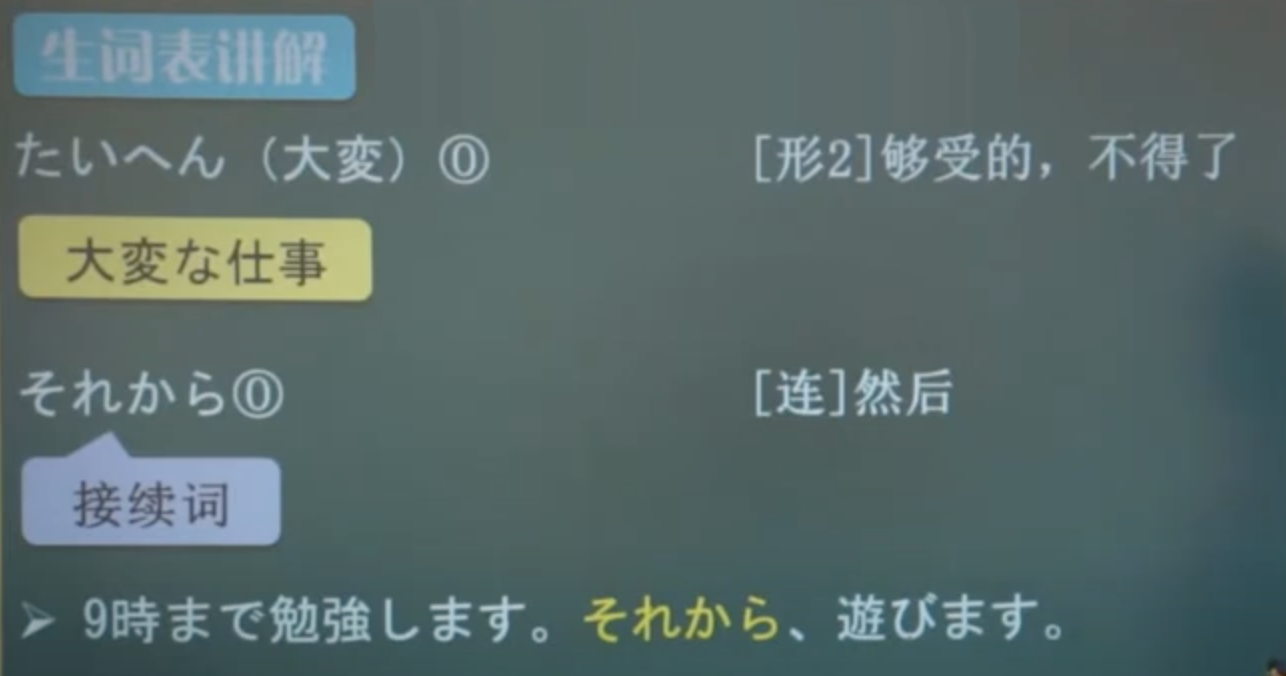 生词表讲解
たいへん（大変）⓪ [形2]够受的，不得了
大変な仕事
それから⓪ [连]然后
接续词
➢ 9時まで勉強します。それから、遊びます。